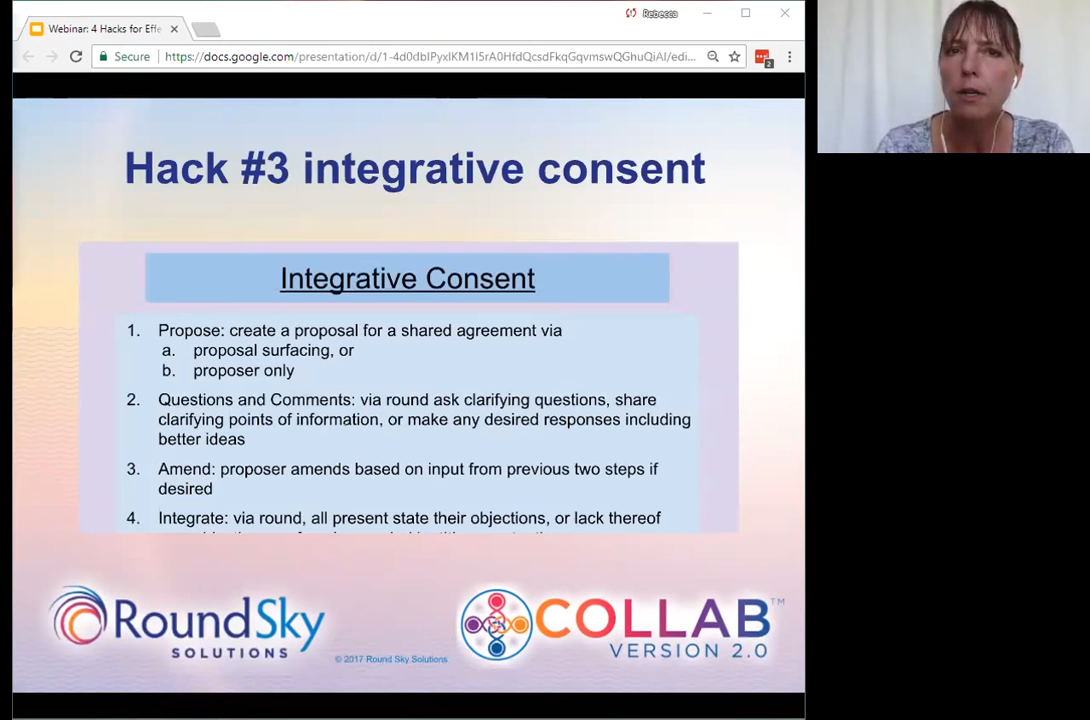 Rebecca
Webinar: 4 Hacks for Effe
Secure https://docs.google.com/presentation/d/1-4d0dbIPyxlKM1I5rA0HfdQcsdFkqGqvmswQGhuQiAI/edi...
2
Hack #3 integrative consent
Integrative Consent
1. Propose: create a proposal for a shared agreement via
a. proposal surfacing, or
b. proposer only
2. Questions and Comments: via round ask clarifying questions, share
clarifying points of information, or make any desired responses including
better ideas
3. Amend: proposer amends based on input from previous two steps if
desired
4. Integrate: via round, all present state their objections, or lack thereof
RoundSky
SOLUTIONS
© 2017 Round Sky Solutions
COLLAB™
VERSION 2.0